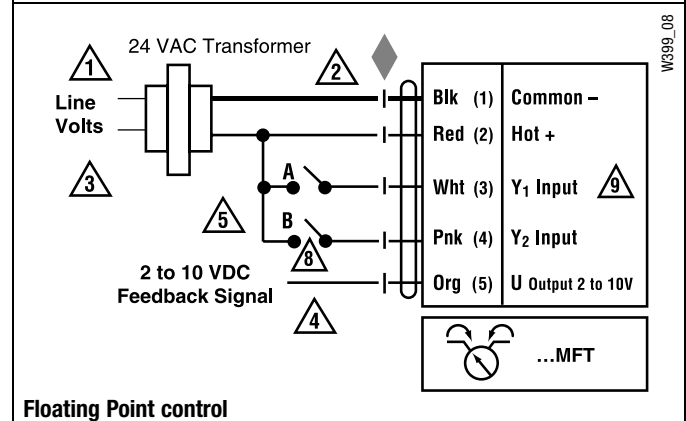 W399_08
24 VAC Transformer
1
2
Line
Volts
3
Blk (1) Common –
Red (2) Hot +
A
Wht (3) Y₁ Input 9
5
B
Pnk (4) Y₂ Input
8
2 to 10 VDC
Feedback Signal
Org (5) U Output 2 to 10V
4
...MFT
Floating Point control